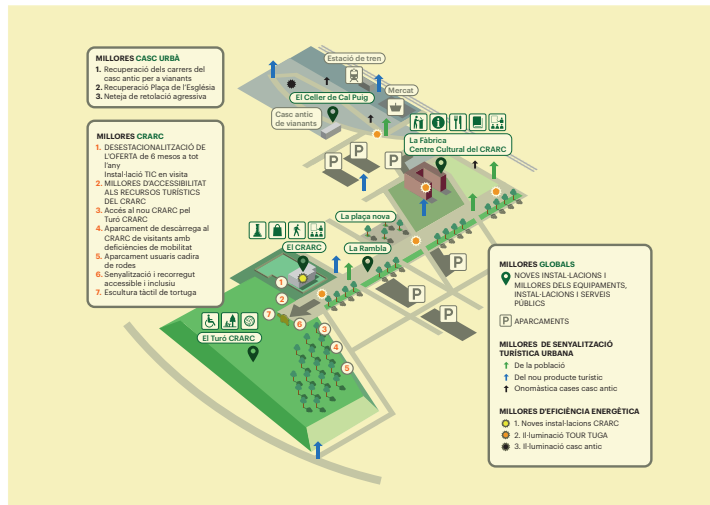 MILLORES CASC URBÀ
1. Recuperació dels carrers del
casc antic per a vianants
2. Recuperació Plaça de l'Església
3. Neteja de retolació agressiva
MILLORES CRARC
1. DESESTACIONALITZACIÓ DE
L'OFERTA de 6 mesos a tot
l'any
Instal·lació TIC en visita
2. MILLORES D'ACCESSIBILITAT
ALS RECURSOS TURÍSTICS
DEL CRARC
3. Accés al nou CRARC pel
Turó CRARC
4. Aparcament de descàrrega al
CRARC de visitants amb
deficiències de mobilitat
5. Aparcament usuaris cadira
de rodes
6. Senyalització i recorregut
accessible i inclusiu
7. Escultura tàctil de tortuga
Estació de tren
Mercat
El Celler de Cal Puig
Casc antic
de vianants
La Fàbrica
Centre Cultural del CRARC
P
P
P
La plaça nova
El CRARC
La Rambla
P
P
P
1
2
7
6
3
4
5
El Turó CRARC
MILLORES GLOBALS
NOVES INSTAL·LACIONS I
MILLORES DELS EQUIPAMENTS,
INSTAL·LACIONS I SERVEIS
PÚBLICS
P APARCAMENTS
MILLORES DE SENYALITZACIÓ
TURÍSTICA URBANA
De la població
Del nou producte turístic
Onomàstica cases casc antic
MILLORES D'EFICIÈNCIA ENERGÈTICA
1. Noves instal·lacions CRARC
2. Il·luminació TOUR TUGA
3. Il·luminació casc antic